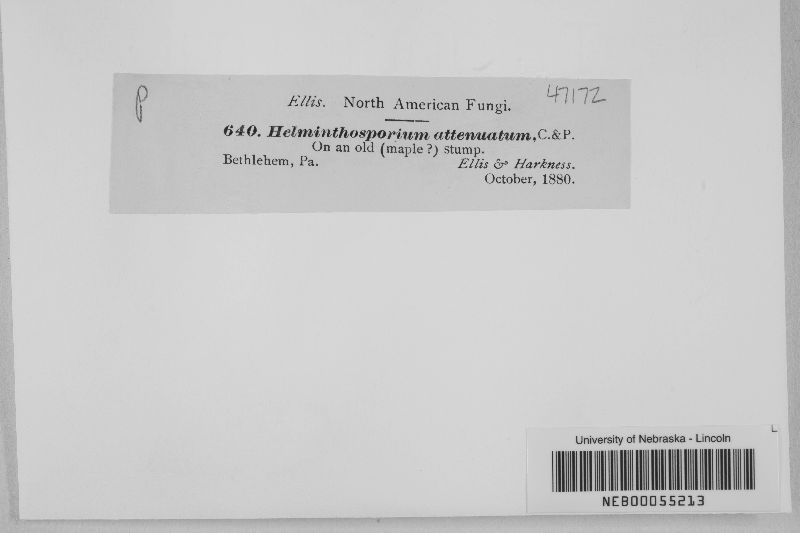 P
47172
Ellis. North American Fungi.
640. Helminthosporium attenuatum, C.&P.
On an old (maple ?) stump.
Bethlehem, Pa. Ellis & Harkness.
October, 1880.
L
University of Nebraska - Lincoln
NEB00055213